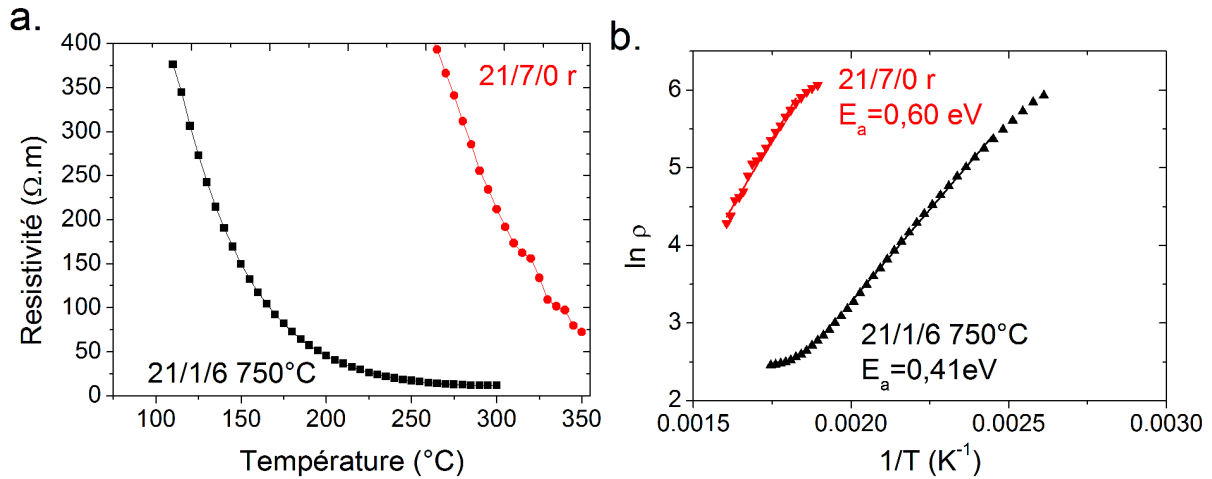 a.
400
350
300
250
200
150
100
50
0
Resistivité (Ω.m)
21/7/0 r
21/1/6 750°C
100 150 200 250 300 350
Température (°C)
b.
6
5
4
3
2
ln ρ
21/7/0 r
Ea=0,60 eV
21/1/6 750°C
Ea=0,41eV
0.0015 0.0020 0.0025 0.0030
1/T (K⁻¹)